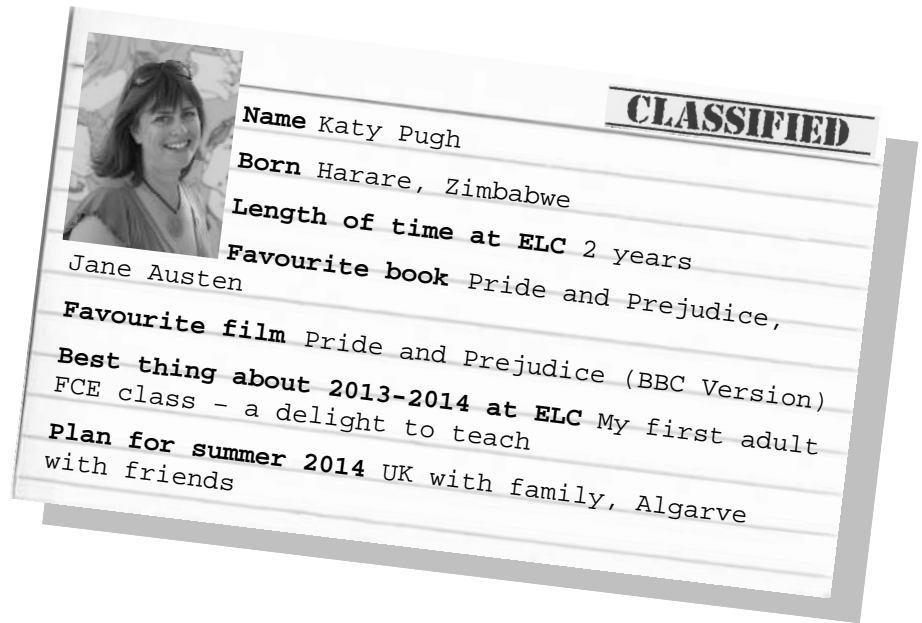 CLASSIFIED
Name Katy Pugh
Born Harare, Zimbabwe
Length of time at ELC 2 years
Favourite book Pride and Prejudice,
Jane Austen
Favourite film Pride and Prejudice (BBC Version)
Best thing about 2013-2014 at ELC My first adult
FCE class – a delight to teach
Plan for summer 2014 UK with family, Algarve
with friends